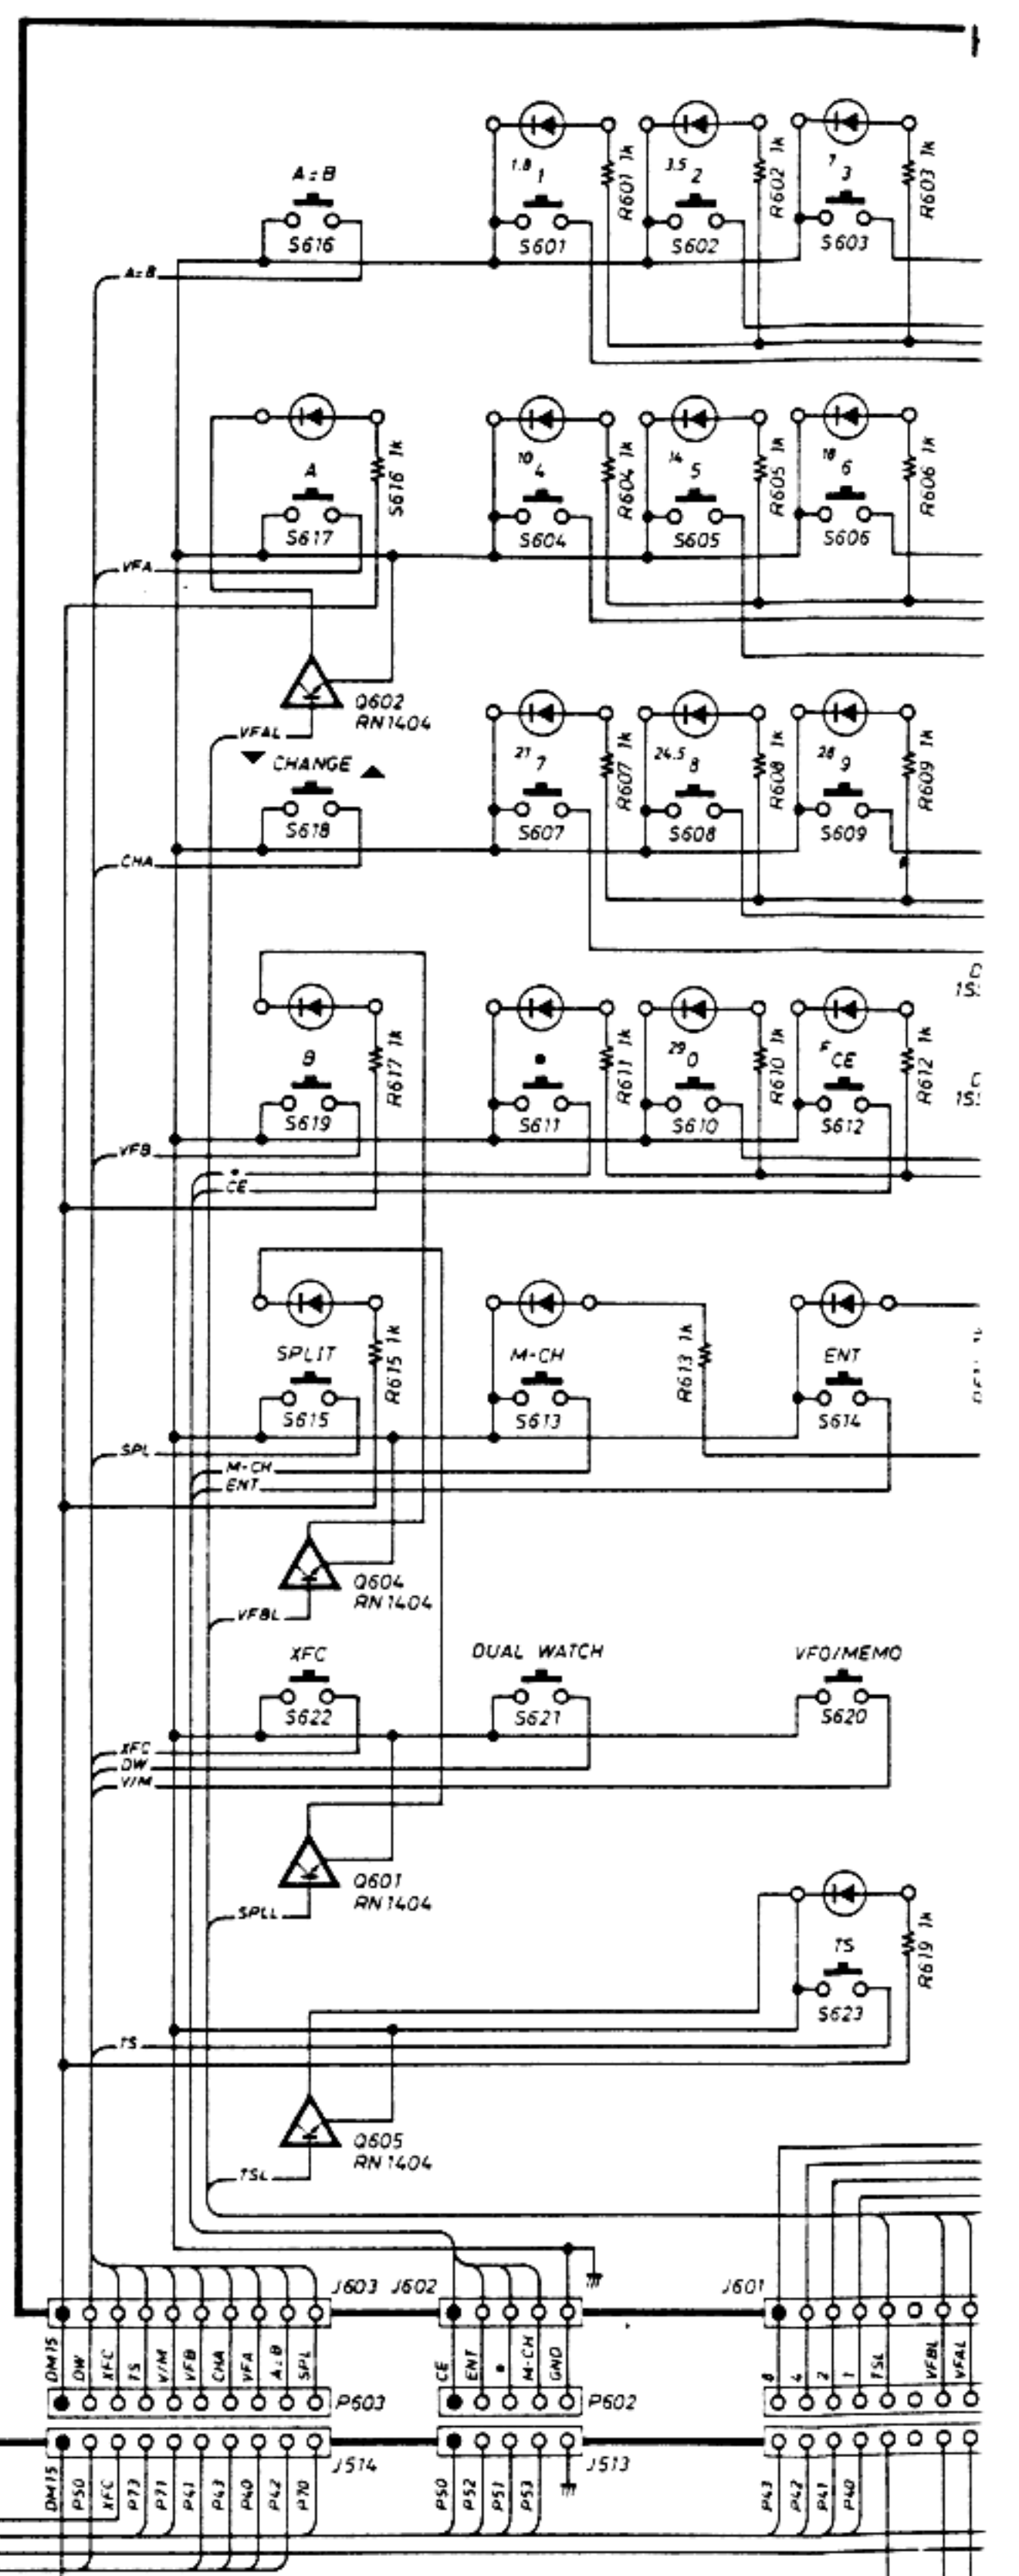 A=B
S616
A=B
1.8 1
S601
R601 1k
3.5 2
S602
R602 1k
7 3
S603
R603 1k
A
S617
S616 1k
VFA
10 4
S604
R604 1k
14 5
S605
R605 1k
18 6
S606
R606 1k
Q602
RN1404
VFAL
CHANGE
S618
CHA
21 7
S607
R607 1k
24.5 8
S608
R608 1k
28 9
S609
R609 1k
B
S619
R617 1k
VFB
•
S611
R611 1k
29 0
S610
R610 1k
F CE
S612
R612 1k
1S
1S
•
CE
SPLIT
S615
R615 1k
SPL
M-CH
S613
R613 1k
ENT
S614
M-CH
ENT
Q604
RN1404
VFBL
XFC
S622
DUAL WATCH
S621
VFO/MEMO
S620
XFC
DW
V/M
Q601
RN1404
SPLL
TS
S623
R619 1k
TS
Q605
RN1404
TSL
J603 J602 J601
DM15 DW XFC TS V/M VFB CHA VFA A=B SPL
CE ENT • M-CH GND
8 4 2 1 TSL VFBL VFAL
P603 P602
J514 J513
DM15 P50 XFC P73 P71 P41 P43 P40 P42 P70
P50 P52 P51 P53
P43 P42 P41 P40